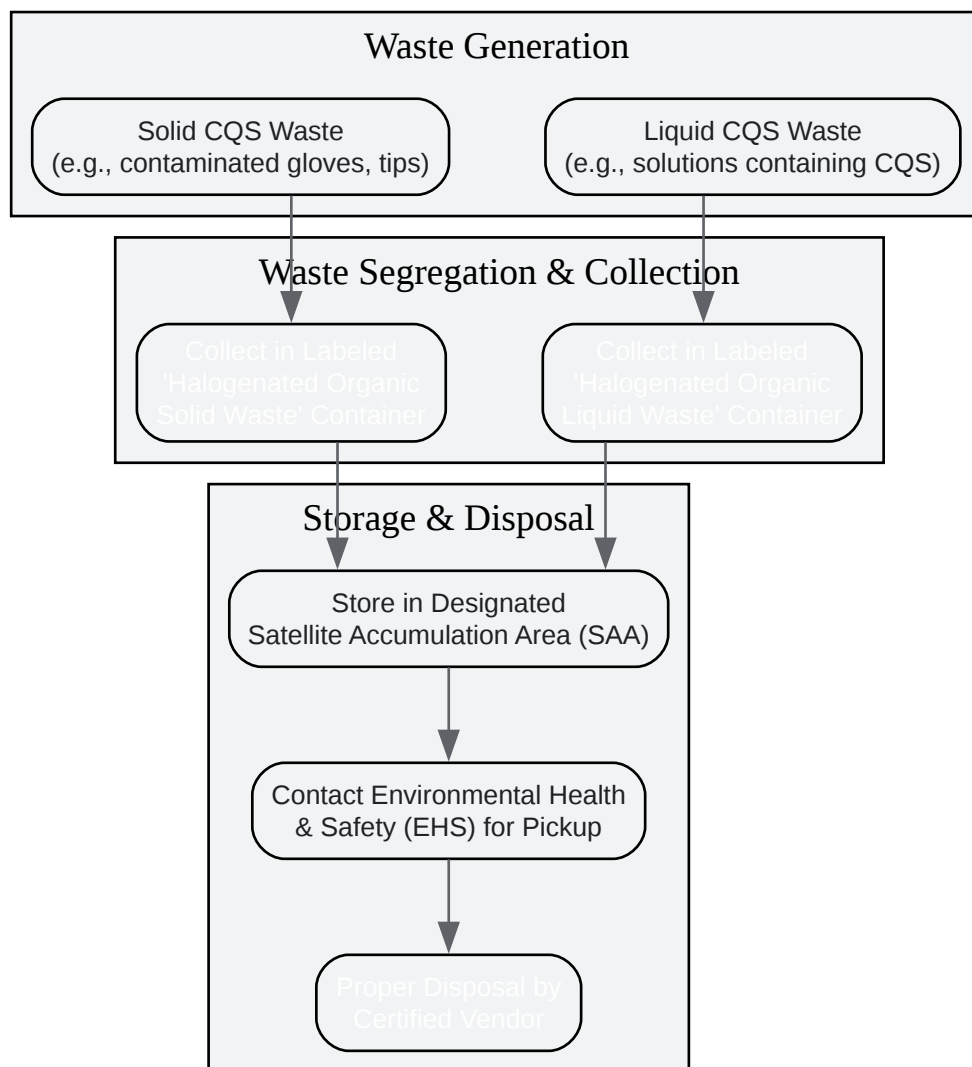 Waste Generation
Solid CQS Waste
(e.g., contaminated gloves, tips)
Liquid CQS Waste
(e.g., solutions containing CQS)
Waste Segregation & Collection
Collect in Labeled
'Halogenated Organic
Solid Waste' Container
Collect in Labeled
'Halogenated Organic
Liquid Waste' Container
Storage & Disposal
Store in Designated
Satellite Accumulation Area (SAA)
Contact Environmental Health
& Safety (EHS) for Pickup
Proper Disposal by
Certified Vendor